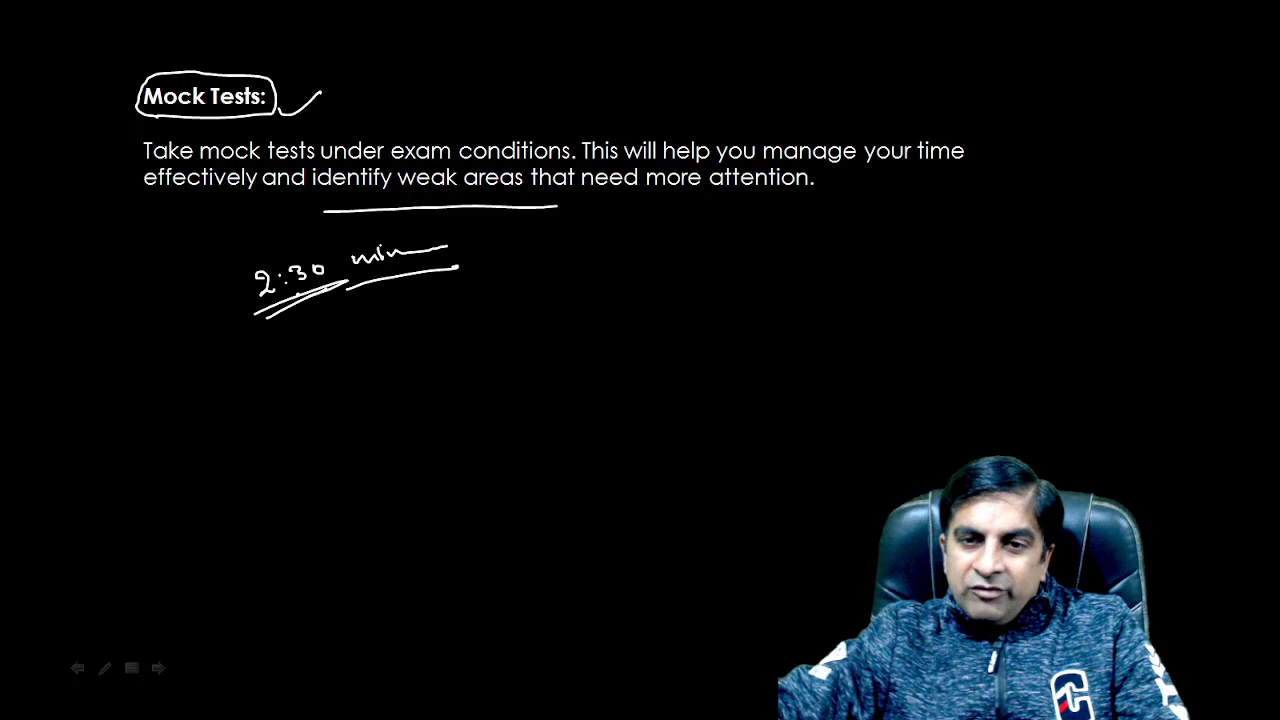 Mock Tests:
Take mock tests under exam conditions. This will help you manage your time
effectively and identify weak areas that need more attention.
2:30 min